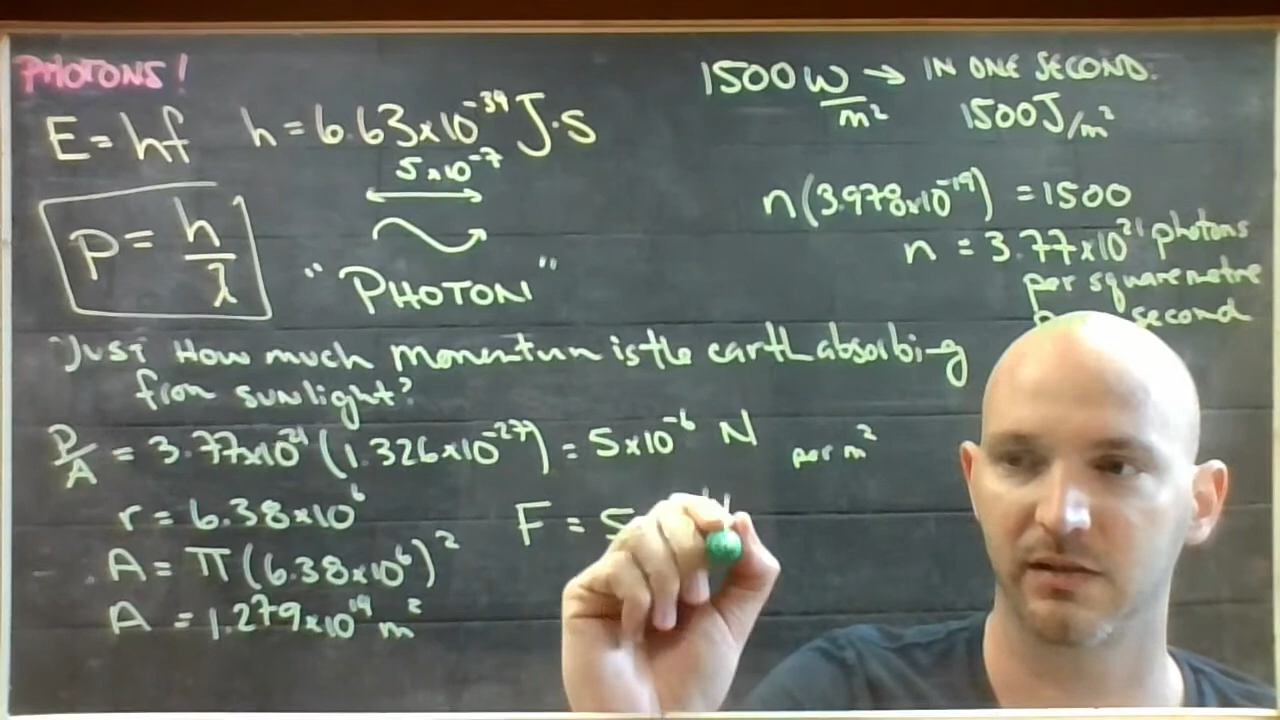 PHOTONS!
E = hf   h = 6.63×10⁻³⁴ J·s
5×10⁻⁷
P = h/λ
"PHOTON"
1500 W/m² → IN ONE SECOND:
1500J/m²
n(3.978×10⁻¹⁹) = 1500
n = 3.77×10²¹ photons
per square metre
second
Just How much momentum is the earth absorbing
from sunlight?
P/A = 3.77×10²¹ (1.326×10⁻²⁷) = 5×10⁻⁶ N per m²
r = 6.38×10⁶
A = π(6.38×10⁶)²
A = 1.279×10¹⁴ m²
F = 5